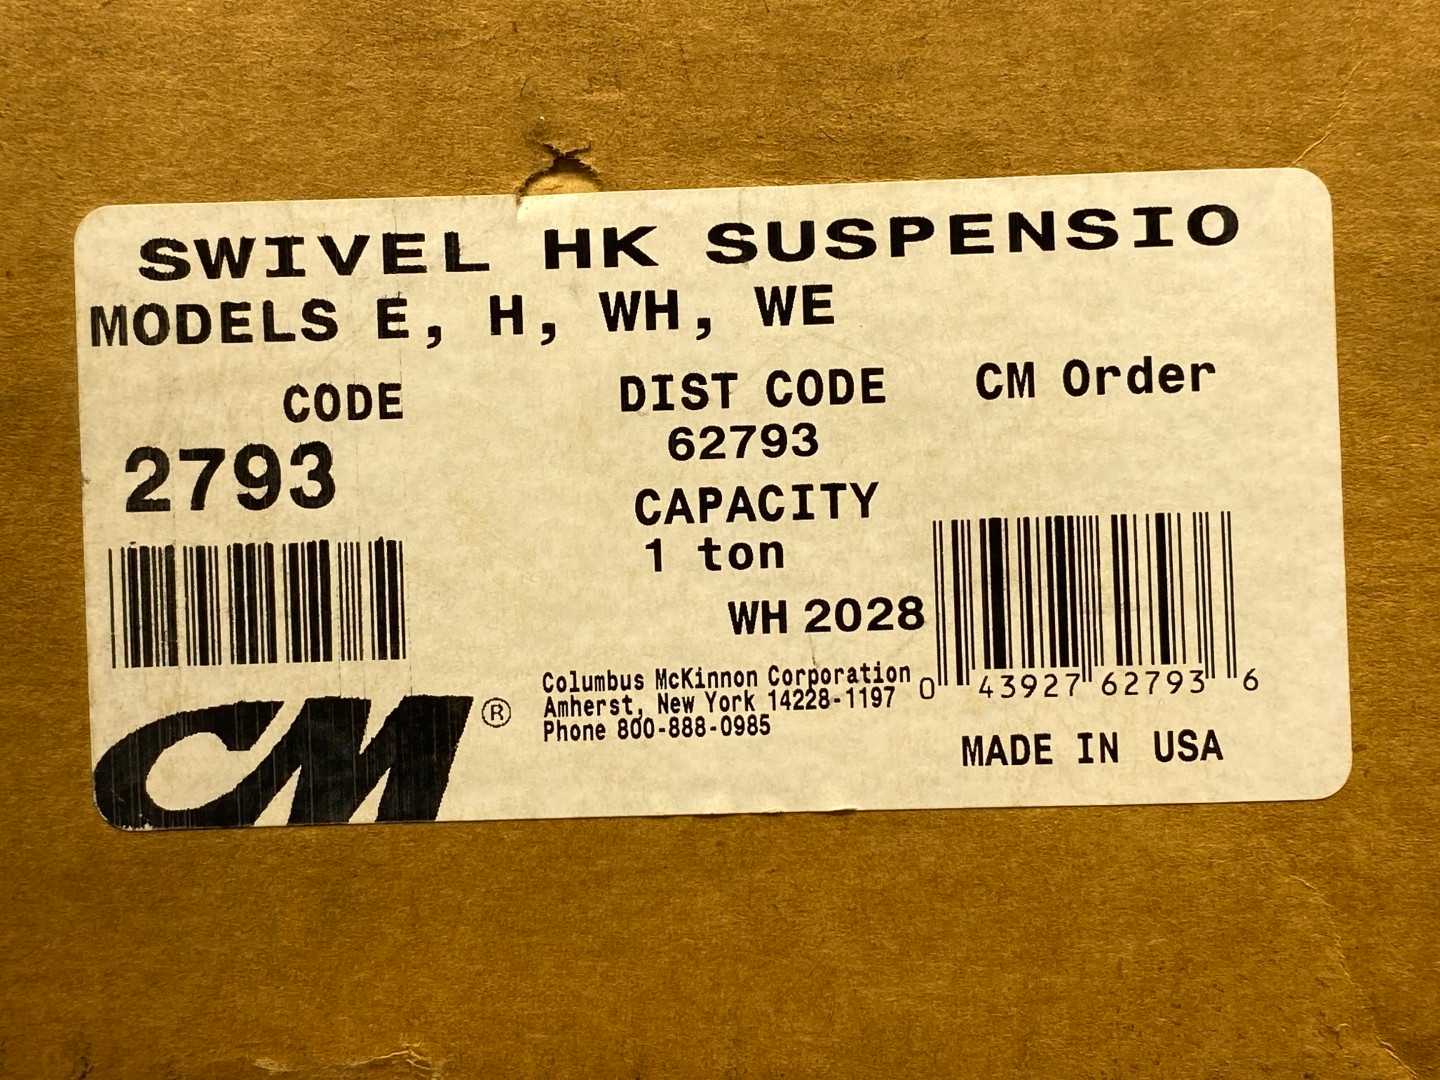 SWIVEL HK SUSPENSIO
MODELS E, H, WH, WE
CODE
2793
DIST CODE
62793
CM Order
CAPACITY
1 ton
WH 2028
CM®
Columbus McKinnon Corporation
Amherst, New York 14228-1197
Phone 800-888-0985
0 43927 62793 6
MADE IN USA